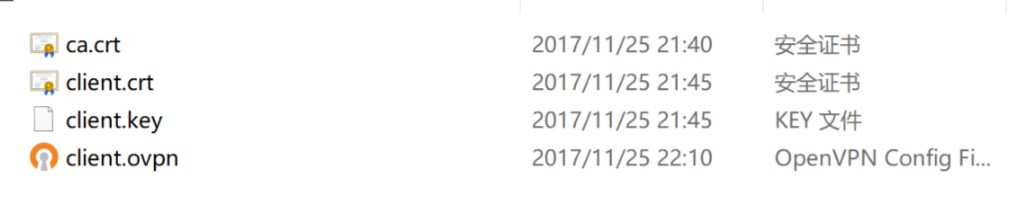 ca.crt 2017/11/25 21:40 安全证书
client.crt 2017/11/25 21:45 安全证书
client.key 2017/11/25 21:45 KEY 文件
client.ovpn 2017/11/25 22:10 OpenVPN Config Fi...